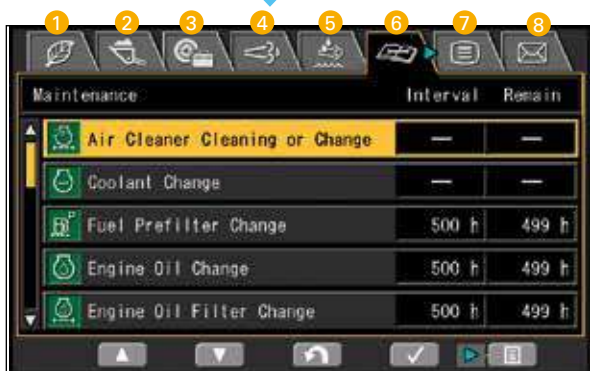 1 2 3 4 5 6 7 8
Maintenance Interval Remain
Air Cleaner Cleaning or Change — —
Coolant Change — —
Fuel Prefilter Change 500 h 499 h
Engine Oil Change 500 h 499 h
Engine Oil Filter Change 500 h 499 h